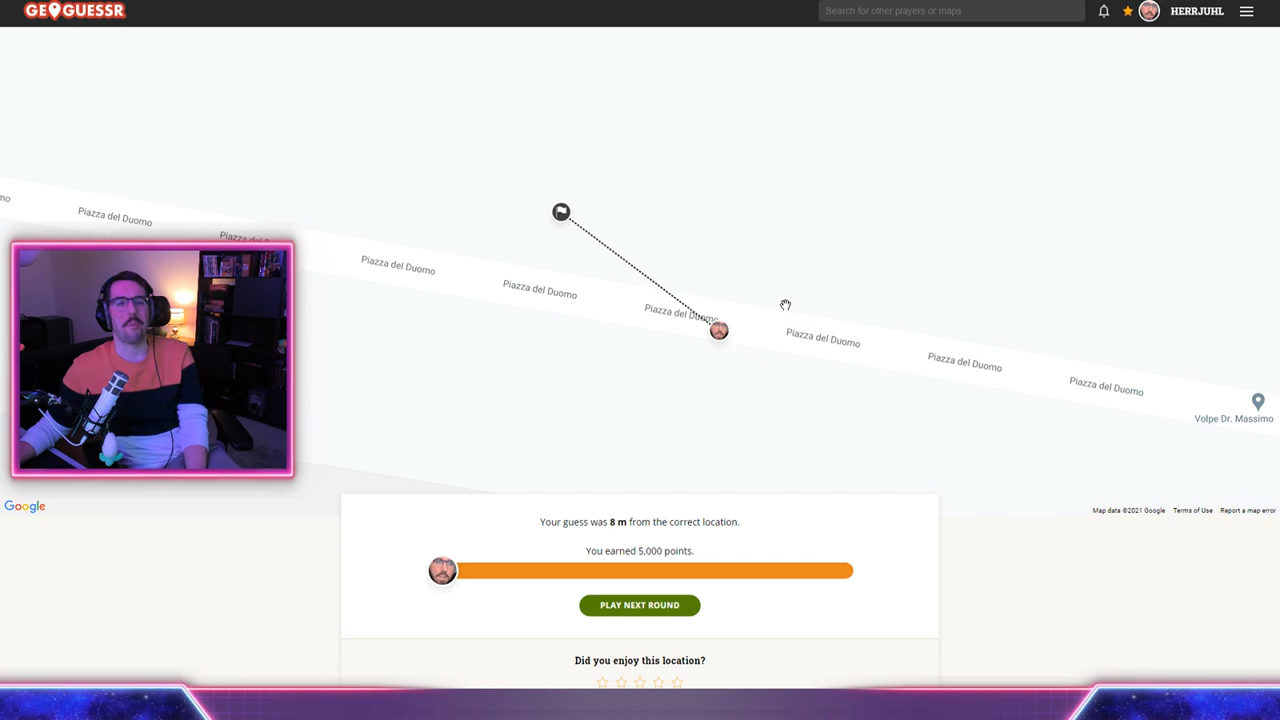 GEOGUESSR
Search for other players or maps
HERRJUHL
mo
Piazza del Duomo
Piazza del Duomo
Piazza del Duomo
Piazza del Duomo
Piazza del Duomo
Piazza del Duomo
Piazza del Duomo
Volpe Dr. Massimo
Google
Map data ©2021 Google
Terms of Use
Report a map error
Your guess was 8 m from the correct location.
You earned 5,000 points.
PLAY NEXT ROUND
Did you enjoy this location?